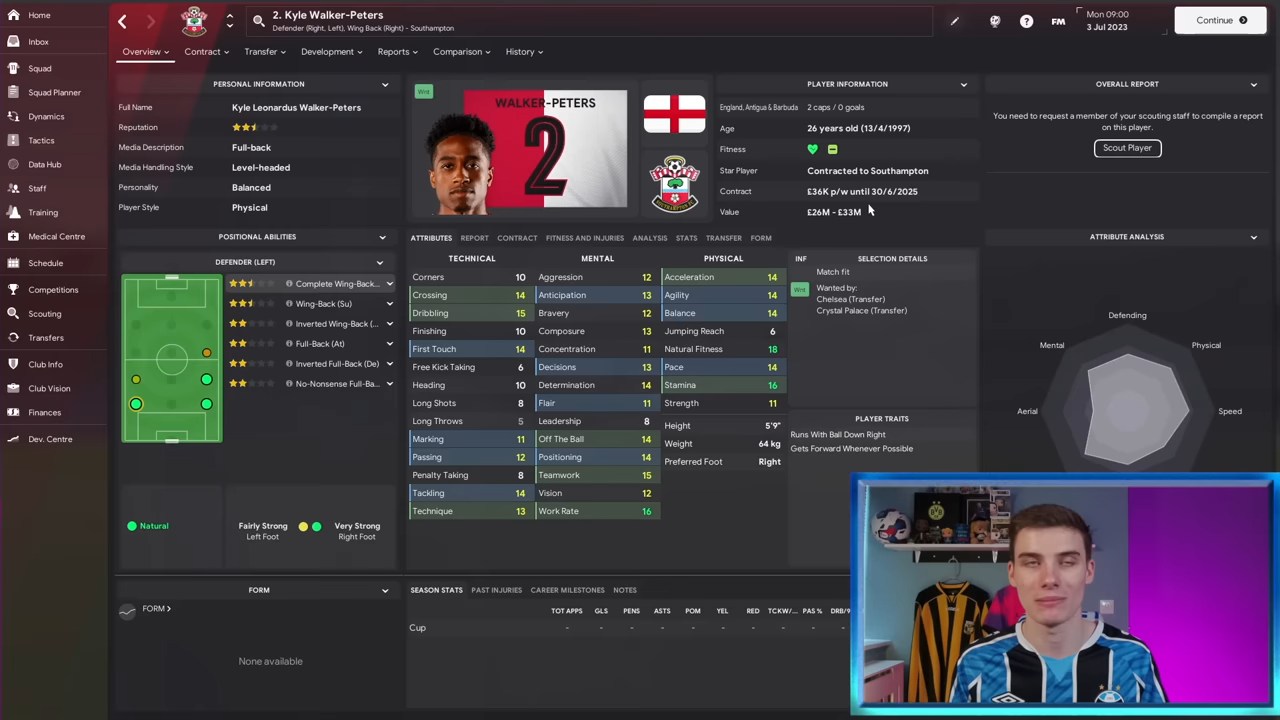 Home
Inbox
Squad
Squad Planner
Dynamics
Tactics
Data Hub
Staff
Training
Medical Centre
Schedule
Competitions
Scouting
Transfers
Club Info
Club Vision
Finances
Dev. Centre
2. Kyle Walker-Peters
Defender (Right, Left), Wing Back (Right) - Southampton
FM
Mon 09:00
3 Jul 2023
Continue
Overview
Contract
Transfer
Development
Reports
Comparison
History
PERSONAL INFORMATION
Full Name Kyle Leonardus Walker-Peters
Reputation
Media Description Full-back
Media Handling Style Level-headed
Personality Balanced
Player Style Physical
Wnt
WALKER-PETERS
2
PLAYER INFORMATION
England, Antigua & Barbuda 2 caps / 0 goals
Age 26 years old (13/4/1997)
Fitness
Star Player Contracted to Southampton
Contract £36K p/w until 30/6/2025
Value £26M - £33M
OVERALL REPORT
You need to request a member of your scouting staff to compile a report
on this player.
Scout Player
POSITIONAL ABILITIES
DEFENDER (LEFT)
Complete Wing-Back...
Wing-Back (Su)
Inverted Wing-Back (...
Full-Back (At)
Inverted Full-Back (De)
No-Nonsense Full-Ba...
Natural
Fairly Strong
Left Foot
Very Strong
Right Foot
ATTRIBUTES REPORT CONTRACT FITNESS AND INJURIES ANALYSIS STATS TRANSFER FORM
TECHNICAL
Corners 10
Crossing 14
Dribbling 15
Finishing 10
First Touch 14
Free Kick Taking 6
Heading 10
Long Shots 8
Long Throws 5
Marking 11
Passing 12
Penalty Taking 8
Tackling 14
Technique 13
MENTAL
Aggression 12
Anticipation 13
Bravery 12
Composure 13
Concentration 11
Decisions 13
Determination 14
Flair 11
Leadership 8
Off The Ball 14
Positioning 14
Teamwork 15
Vision 12
Work Rate 16
PHYSICAL
Acceleration 14
Agility 14
Balance 14
Jumping Reach 6
Natural Fitness 18
Pace 14
Stamina 16
Strength 11
Height 5'9"
Weight 64 kg
Preferred Foot Right
INF SELECTION DETAILS
Match fit
Wnt
Wanted by:
Chelsea (Transfer)
Crystal Palace (Transfer)
PLAYER TRAITS
Runs With Ball Down Right
Gets Forward Whenever Possible
ATTRIBUTE ANALYSIS
Defending
Physical
Speed
Aerial
Mental
FORM
FORM
None available
SEASON STATS PAST INJURIES CAREER MILESTONES NOTES
TOT APPS GLS PENS ASTS POM YEL RED TCKW/... PAS % DRB/9
Cup - - - - - - - - -